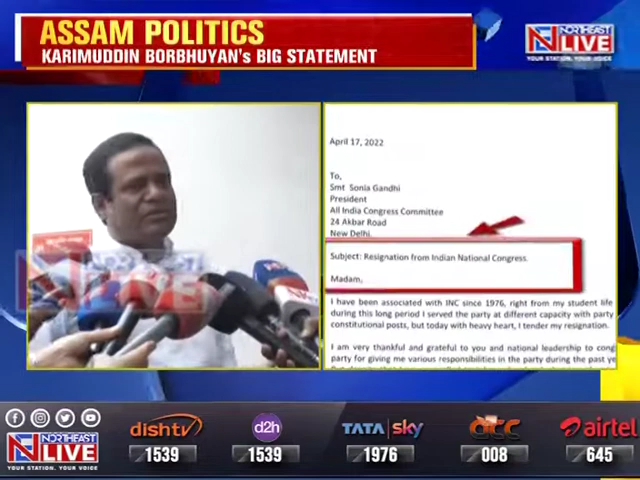 ASSAM POLITICS
KARIMUDDIN BORBHUYAN's BIG STATEMENT
NORTHEAST
LIVE
YOUR STATION, YOUR VOICE
April 17, 2022
To,
Smt Sonia Gandhi
President
All India Congress Committee
24 Akbar Road
New Delhi.
Subject: Resignation from Indian National Congress.
Madam,
I have been associated with INC since 1976, right from my student life
during this long period I served the party at different capacity with party
constitutional posts, but today with heavy heart, I tender my resignation.
I am very thankful and grateful to you and national leadership to cong
party for giving me various responsibilities in the party during the past ye
NORTHEAST
LIVE
NORTHEAST
LIVE
YOUR STATION, YOUR VOICE
dishtv
1539
d2h
1539
TATA sky
1976
008
airtel
645